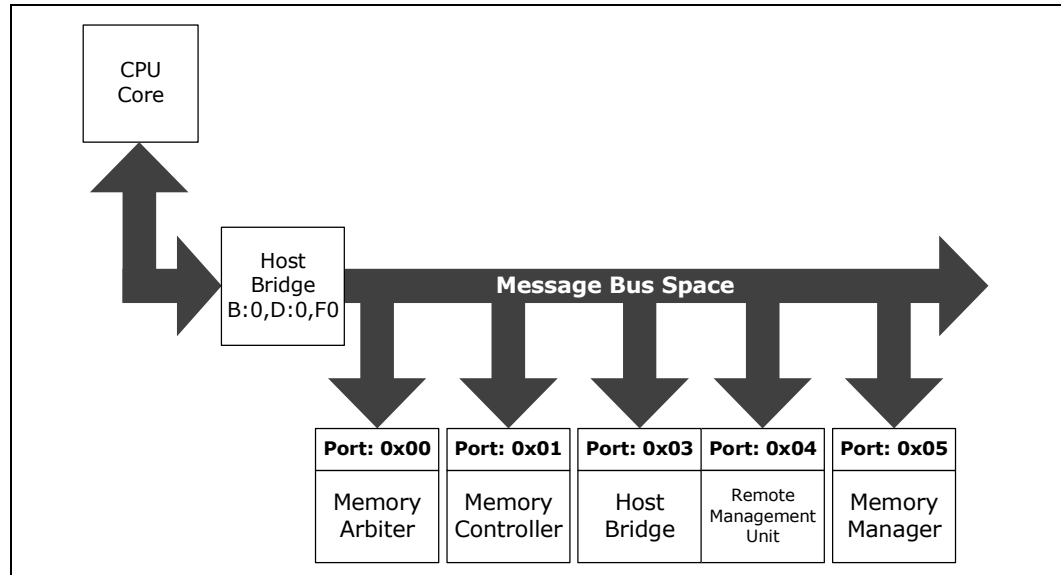 CPU
Core
Host
Bridge
B:0,D:0,F0
Message Bus Space
Port: 0x00
Memory
Arbiter
Port: 0x01
Memory
Controller
Port: 0x03
Host
Bridge
Port: 0x04
Remote
Management
Unit
Port: 0x05
Memory
Manager